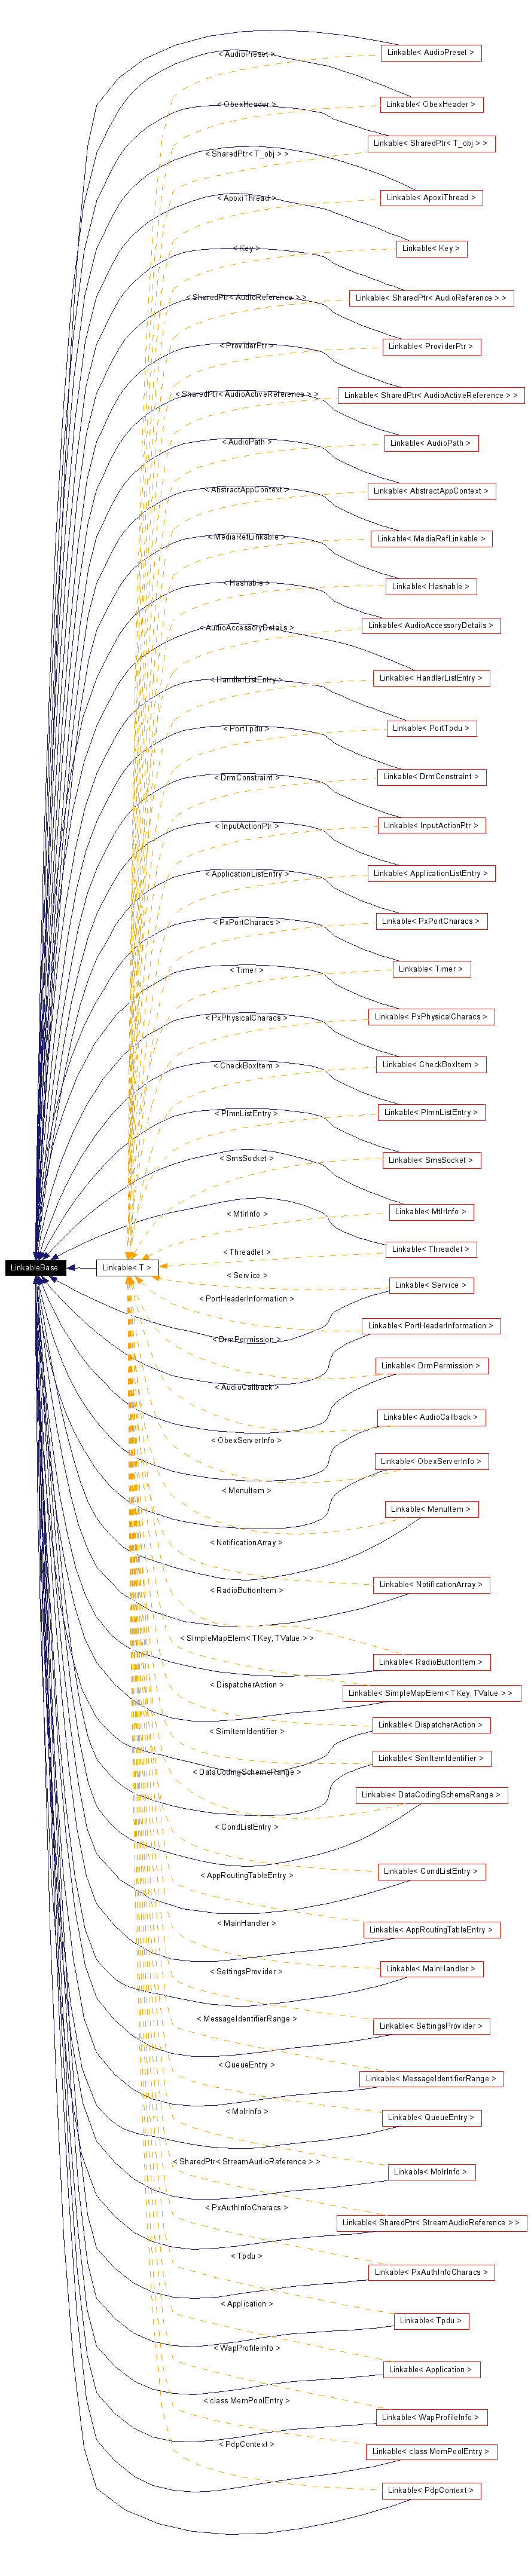 Linkable< AudioPreset >
< AudioPreset >
Linkable< ObexHeader >
< ObexHeader >
Linkable< SharedPtr< T_obj > >
< SharedPtr< T_obj > >
Linkable< ApoxiThread >
< ApoxiThread >
Linkable< Key >
< Key >
Linkable< SharedPtr< AudioReference > >
< SharedPtr< AudioReference > >
Linkable< ProviderPtr >
< ProviderPtr >
Linkable< SharedPtr< AudioActiveReference > >
< SharedPtr< AudioActiveReference > >
Linkable< AudioPath >
< AudioPath >
Linkable< AbstractAppContext >
< AbstractAppContext >
Linkable< MediaRefLinkable >
< MediaRefLinkable >
Linkable< Hashable >
< Hashable >
Linkable< AudioAccessoryDetails >
< AudioAccessoryDetails >
Linkable< HandlerListEntry >
< HandlerListEntry >
Linkable< PortTpdu >
< PortTpdu >
Linkable< DrmConstraint >
< DrmConstraint >
Linkable< InputActionPtr >
< InputActionPtr >
Linkable< ApplicationListEntry >
< ApplicationListEntry >
Linkable< PxPortCharacs >
< PxPortCharacs >
Linkable< Timer >
< Timer >
Linkable< PxPhysicalCharacs >
< PxPhysicalCharacs >
Linkable< CheckBoxItem >
< CheckBoxItem >
Linkable< PlmnListEntry >
< PlmnListEntry >
Linkable< SmsSocket >
< SmsSocket >
Linkable< MtlrInfo >
< MtlrInfo >
Linkable< Threadlet >
< Threadlet >
LinkableBase
Linkable< T >
< Service >
Linkable< Service >
< PortHeaderInformation >
Linkable< PortHeaderInformation >
< DrmPermission >
Linkable< DrmPermission >
< AudioCallback >
Linkable< AudioCallback >
< ObexServerInfo >
Linkable< ObexServerInfo >
< MenuItem >
Linkable< MenuItem >
< NotificationArray >
Linkable< NotificationArray >
< RadioButtonItem >
Linkable< RadioButtonItem >
< SimpleMapElem< TKey, TValue > >
Linkable< SimpleMapElem< TKey, TValue > >
< DispatcherAction >
Linkable< DispatcherAction >
< SimItemIdentifier >
Linkable< SimItemIdentifier >
< DataCodingSchemeRange >
Linkable< DataCodingSchemeRange >
< CondListEntry >
Linkable< CondListEntry >
< AppRoutingTableEntry >
Linkable< AppRoutingTableEntry >
< MainHandler >
Linkable< MainHandler >
< SettingsProvider >
Linkable< SettingsProvider >
< MessageIdentifierRange >
Linkable< MessageIdentifierRange >
< QueueEntry >
Linkable< QueueEntry >
< MolrInfo >
Linkable< MolrInfo >
< SharedPtr< StreamAudioReference > >
Linkable< SharedPtr< StreamAudioReference > >
< PxAuthInfoCharacs >
Linkable< PxAuthInfoCharacs >
< Tpdu >
Linkable< Tpdu >
< Application >
Linkable< Application >
< WapProfileInfo >
Linkable< WapProfileInfo >
< class MemPoolEntry >
Linkable< class MemPoolEntry >
< PdpContext >
Linkable< PdpContext >